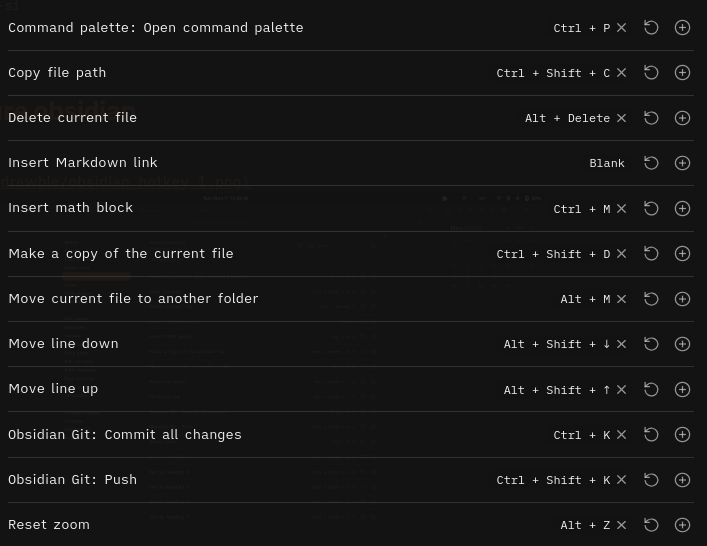 Command palette: Open command palette Ctrl + P
Copy file path Ctrl + Shift + C
Delete current file Alt + Delete
Insert Markdown link Blank
Insert math block Ctrl + M
Make a copy of the current file Ctrl + Shift + D
Move current file to another folder Alt + M
Move line down Alt + Shift + ↓
Move line up Alt + Shift + ↑
Obsidian Git: Commit all changes Ctrl + K
Obsidian Git: Push Ctrl + Shift + K
Reset zoom Alt + Z